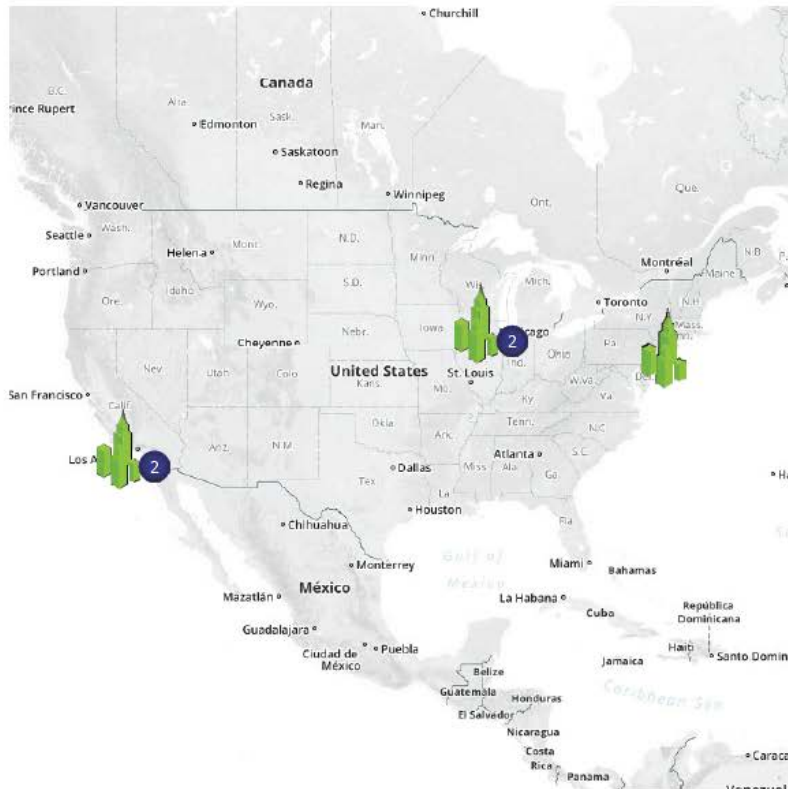 Churchill
Canada
B.C.
Alta.
Sask.
Man.
ince Rupert
Edmonton
Saskatoon
Regina
Winnipeg
Ont.
Que.
Vancouver
Wash.
Seattle
Helena
Mont.
N.D.
Minn.
Montréal
Maine
N.B.
Portland
Ore.
Idaho
S.D.
Wis.
Mich.
Toronto
N.H.
Wyo.
N.Y.
Mass.
Nebr.
Iowa
icago
2
Cheyenne
Ohio
Pa.
Ind.
Nev.
Utah
Colo
United States
Kans.
St. Louis
Mo.
W.Va.
Va.
Del.
San Francisco
Calif.
Ky
Okla.
Tenn.
N.C.
Ariz.
N.M.
Ark.
Los A
2
Dallas
Miss.
Ala.
Atlanta
S.C.
Ga.
Tex.
La
Houston
Fla.
Chihuahua
Gulf of
Mexico
Monterrey
Miami
Bahamas
México
Mazatlán
La Habana
Cuba
República
Dominicana
Guadalajara
Ciudad de
México
Puebla
Haiti
Jamaica
Santo Domin
Belize
Guatemala
Honduras
Caribbean Sea
El Salvador
Nicaragua
Costa
Rica
Panama
Caraca
Venezuel